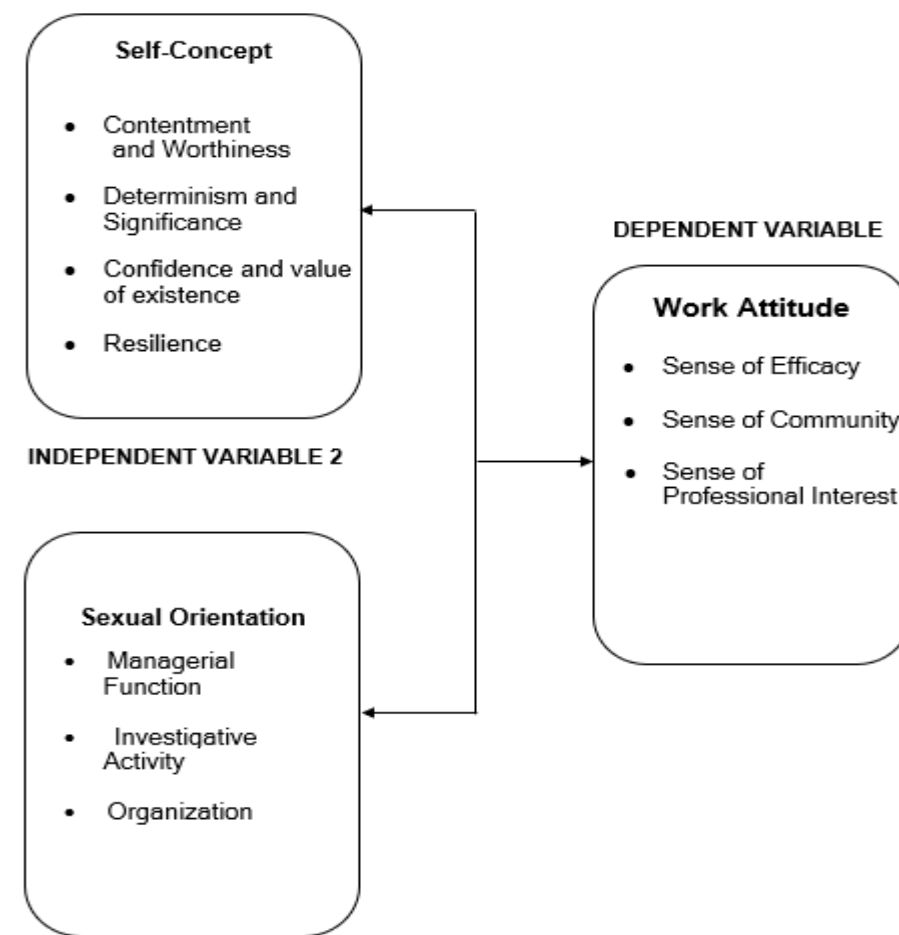 Self-Concept
• Contentment
and Worthiness
• Determinism and
Significance
• Confidence and value
of existence
• Resilience
INDEPENDENT VARIABLE 2
Sexual Orientation
• Managerial
Function
• Investigative
Activity
• Organization
DEPENDENT VARIABLE
Work Attitude
• Sense of Efficacy
• Sense of Community
• Sense of
Professional Interest